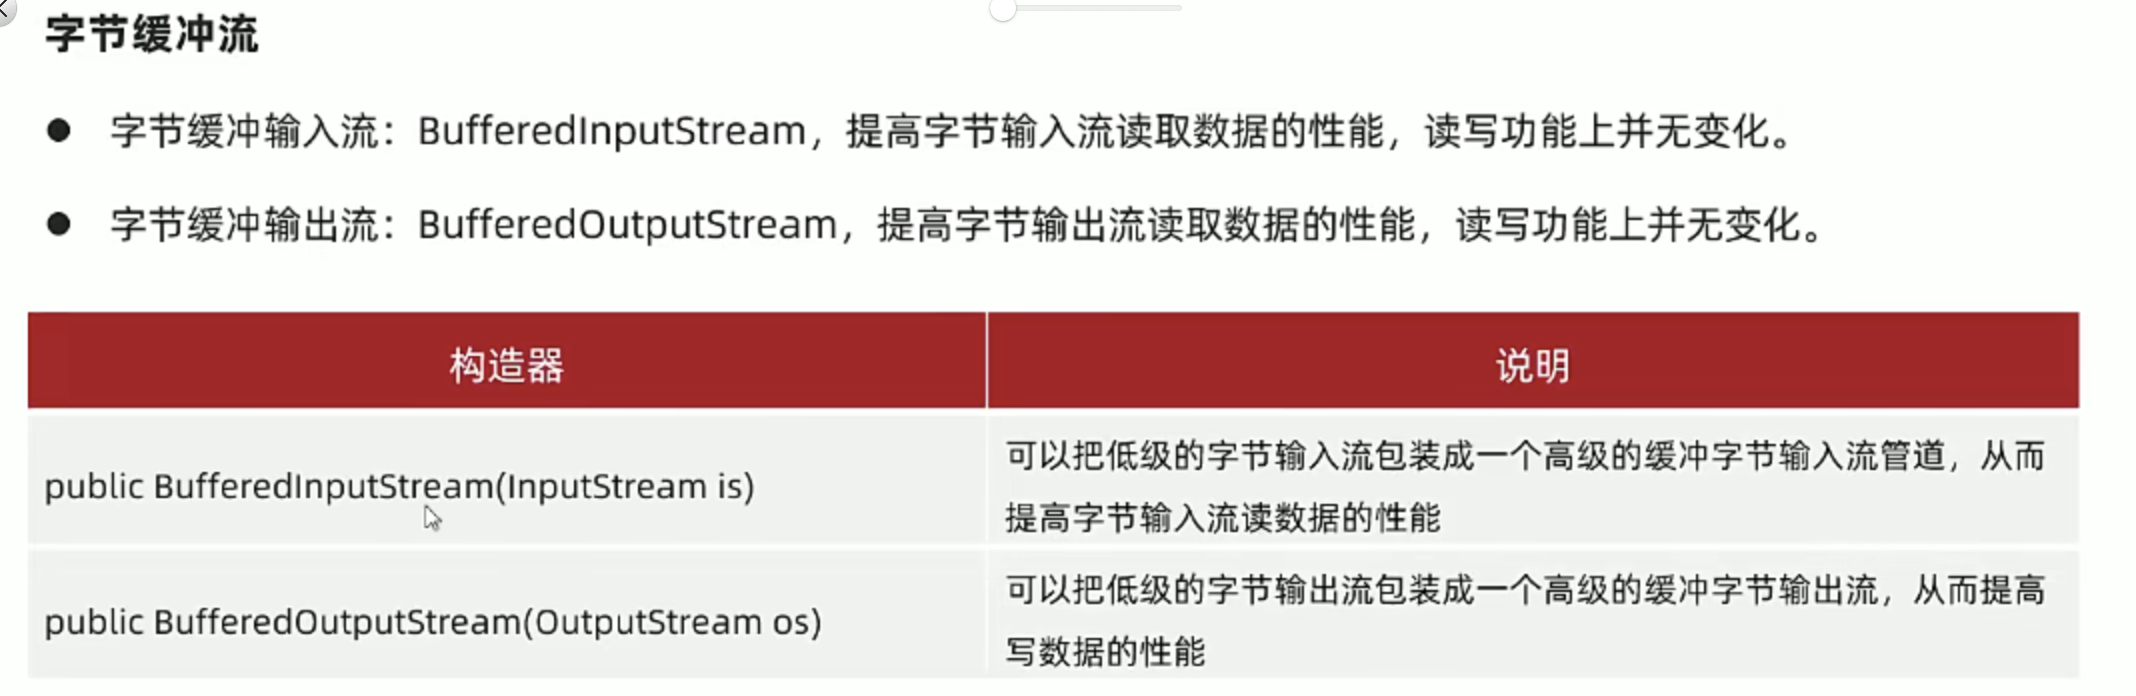 字节缓冲流
● 字节缓冲输入流：BufferedInputStream，提高字节输入流读取数据的性能，读写功能上并无变化。
● 字节缓冲输出流：BufferedOutputStream，提高字节输出流读取数据的性能，读写功能上并无变化。
构造器 说明
public BufferedInputStream(InputStream is)
可以把低级的字节输入流包装成一个高级的缓冲字节输入流管道，从而
提高字节输入流读数据的性能
public BufferedOutputStream(OutputStream os)
可以把低级的字节输出流包装成一个高级的缓冲字节输出流，从而提高
写数据的性能